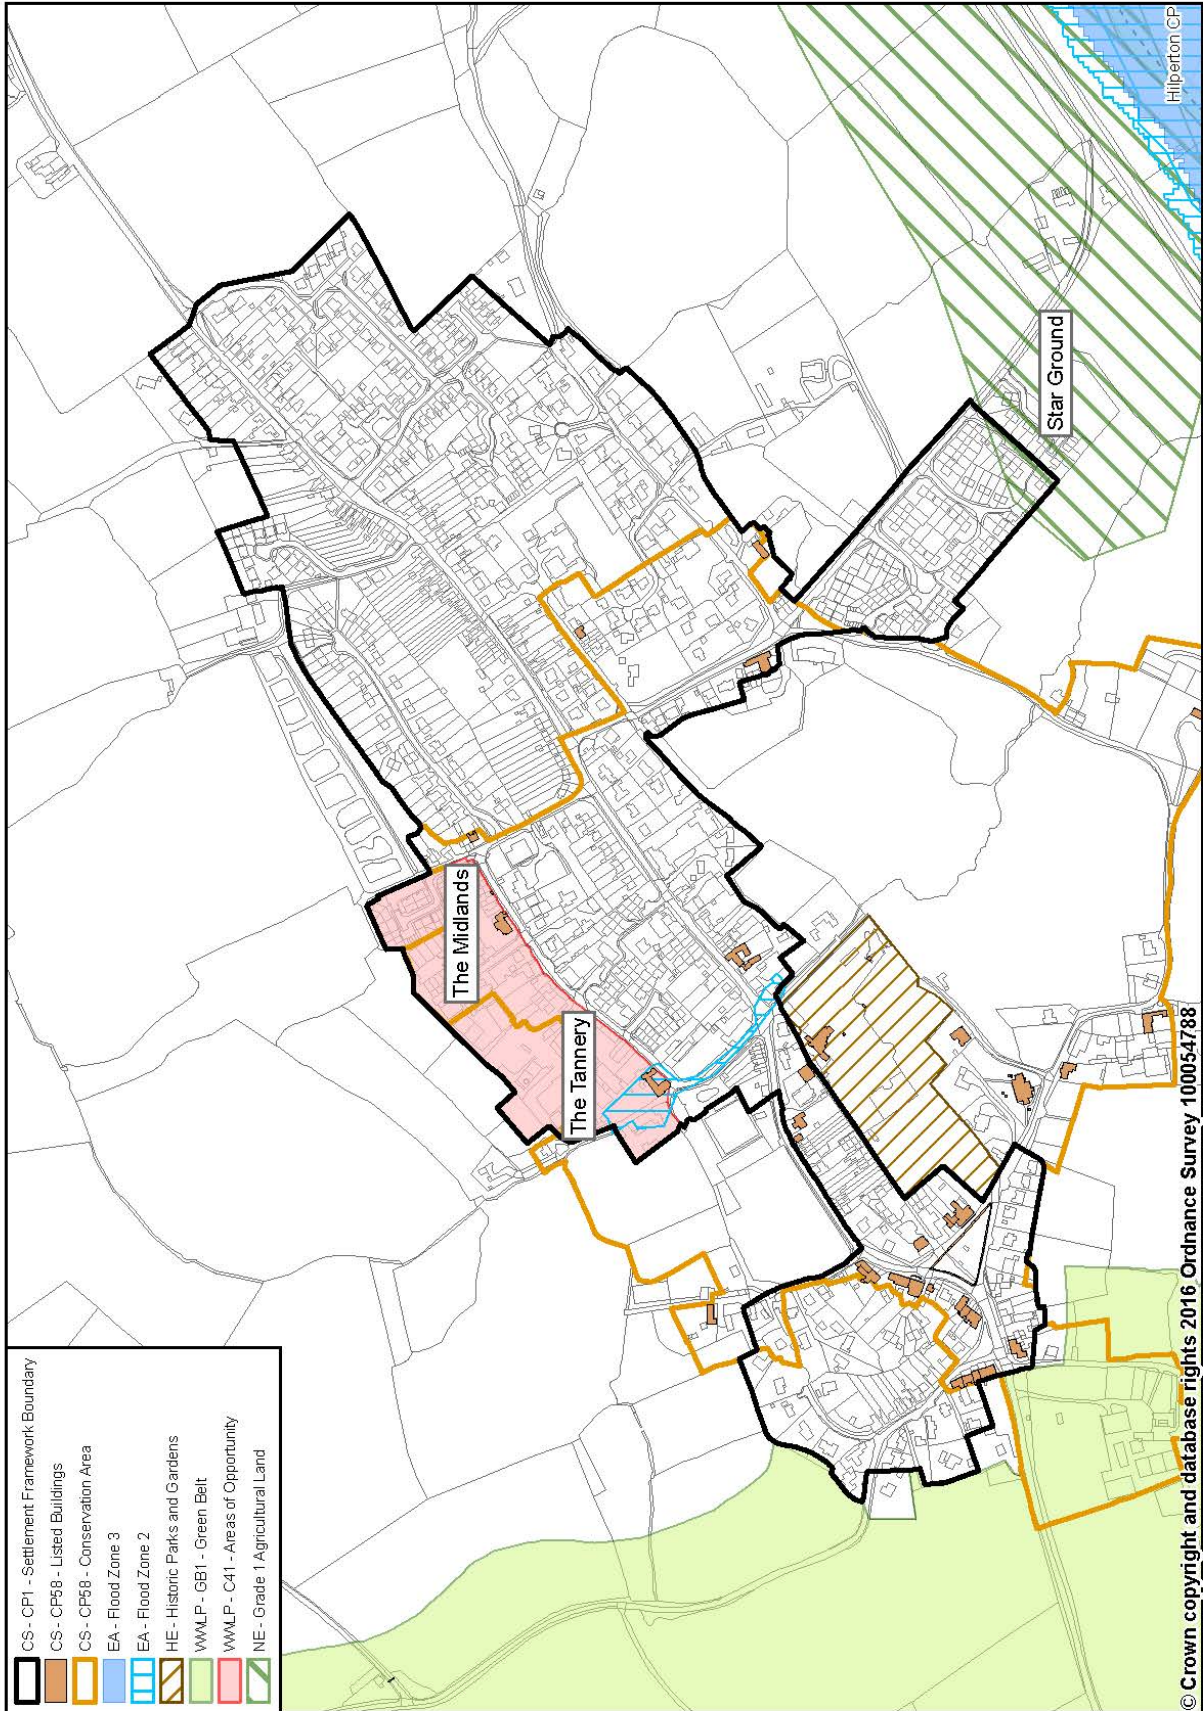 CS - CP1 - Settlement Framework Boundary
CS - CP58 - Listed Buildings
CS - CP58 - Conservation Area
EA - Flood Zone 3
EA - Flood Zone 2
HE - Historic Parks and Gardens
WWLP - GB1 - Green Belt
WWLP - C41 - Areas of Opportunity
NE - Grade 1 Agricultural Land
The Midlands
The Tannery
Star Ground
Hilperton CP
© Crown copyright and database rights 2016 Ordnance Survey 100054788